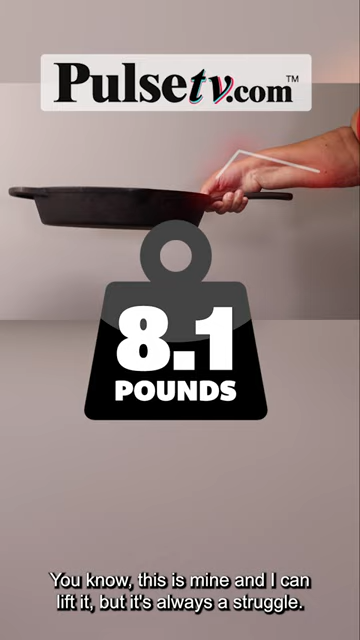 Pulsetv.com™
8.1
POUNDS
You know, this is mine and I can
lift it, but it's always a struggle.